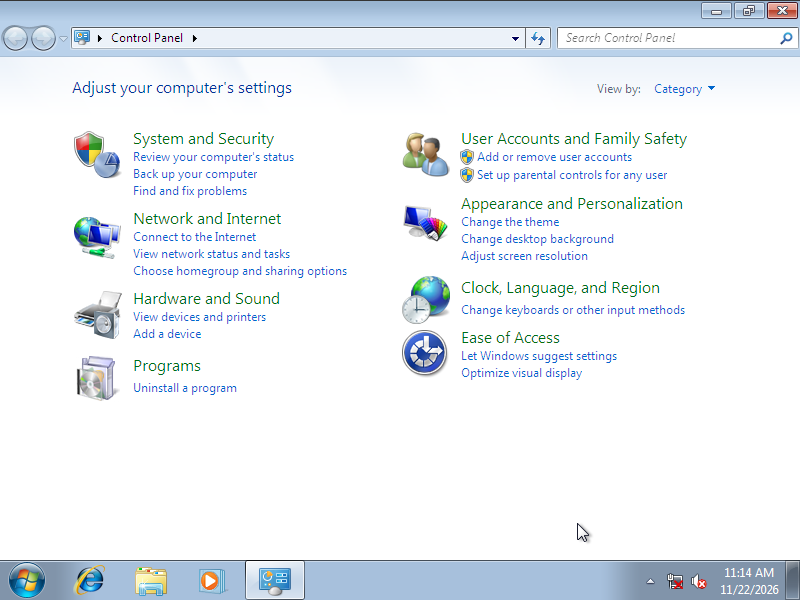 Control Panel
Search Control Panel
Adjust your computer's settings
View by: Category
System and Security
Review your computer's status
Back up your computer
Find and fix problems
Network and Internet
Connect to the Internet
View network status and tasks
Choose homegroup and sharing options
Hardware and Sound
View devices and printers
Add a device
Programs
Uninstall a program
User Accounts and Family Safety
Add or remove user accounts
Set up parental controls for any user
Appearance and Personalization
Change the theme
Change desktop background
Adjust screen resolution
Clock, Language, and Region
Change keyboards or other input methods
Ease of Access
Let Windows suggest settings
Optimize visual display
11:14 AM
11/22/2026